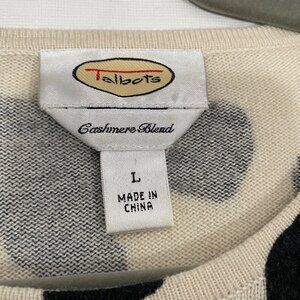 Talbots
Cashmere Blend
L
MADE IN
CHINA